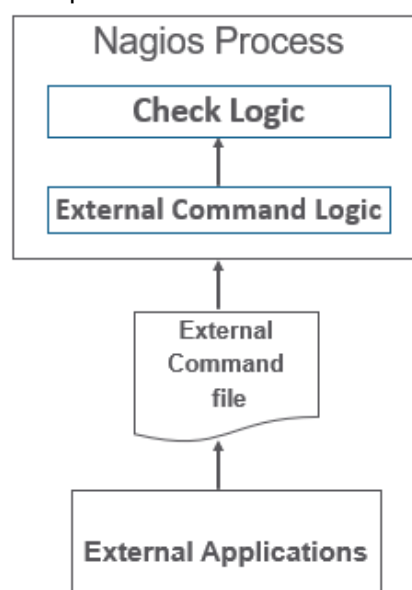 Nagios Process
Check Logic
External Command Logic
External
Command
file
External Applications